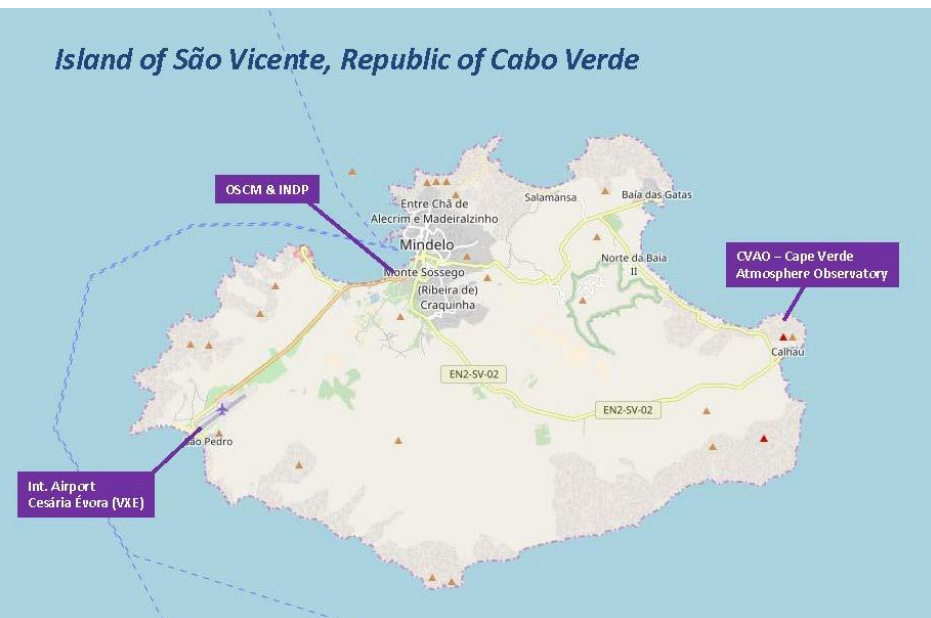 Island of São Vicente, Republic of Cabo Verde
OSCM & INDP
Entre Chã de
Alecrim e Madeiralzinho
Salamansa
Baía das Gatas
Mindelo
CVAO – Cape Verde
Atmosphere Observatory
Norte da Baia
II
Monte Sossego
(Ribeira de)
Craquinha
Calhau
EN2-SV-02
EN2-SV-02
São Pedro
Int. Airport
Cesária Évora (VXE)